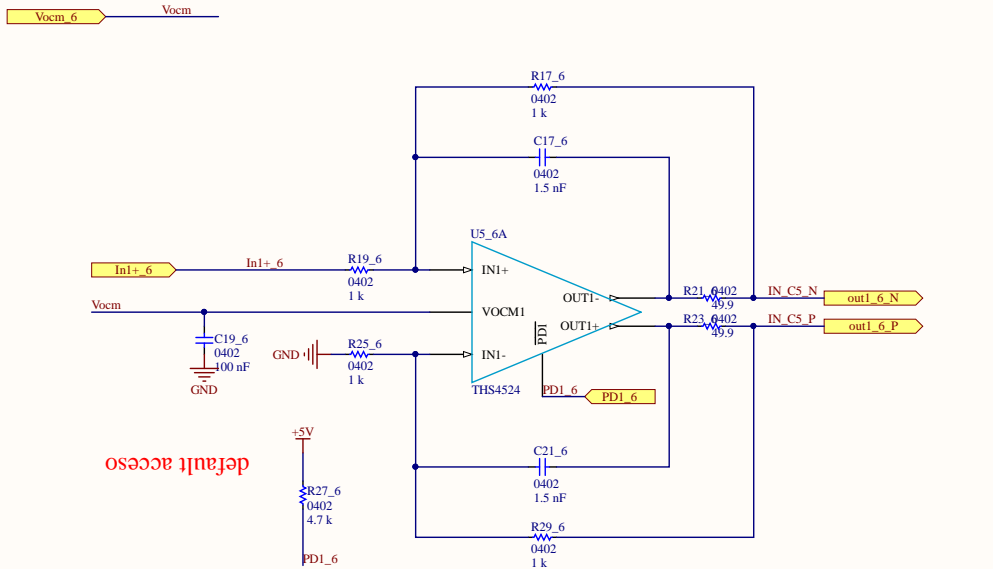 Vocm_6
Vocm
R17_6
0402
1 k
C17_6
0402
1.5 nF
U5_6A
In1+_6
In1+_6
R19_6
0402
1 k
IN1+
OUT1-
R21_6
0402
49.9
IN_C5_N
out1_6_N
Vocm
VOCM1
OUT1+
R23_6
0402
49.9
IN_C5_P
out1_6_P
C19_6
0402
100 nF
GND
GND
R25_6
0402
1 k
IN1-
PD1
THS4524
PD1_6
PD1_6
+5V
default acceso
R27_6
0402
4.7 k
PD1_6
C21_6
0402
1.5 nF
R29_6
0402
1 k